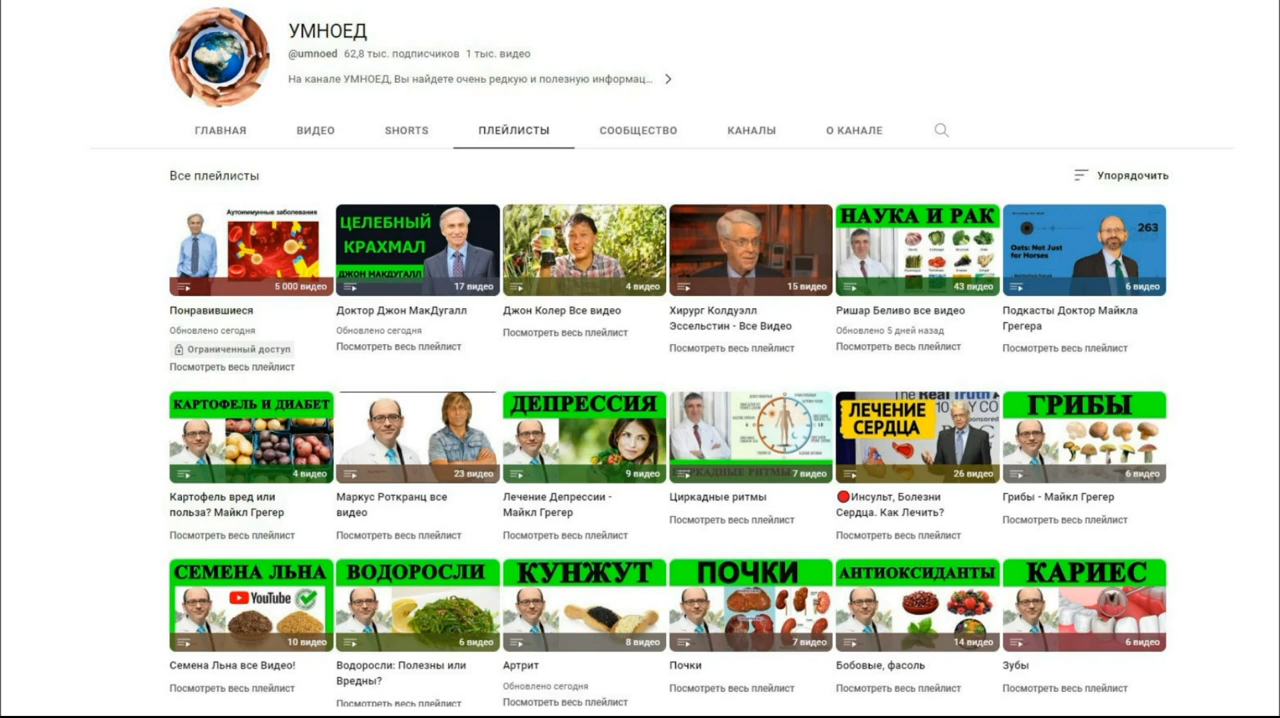 УМНОЕД
@umnoed 62,8 тыс. подписчиков 1 тыс. видео
На канале УМНОЕД, Вы найдете очень редкую и полезную информац...
ГЛАВНАЯ ВИДЕО SHORTS ПЛЕЙЛИСТЫ СООБЩЕСТВО КАНАЛЫ О КАНАЛЕ
Все плейлисты Упорядочить
Аутоиммунные заболевания
5 000 видео
Понравившиеся
Обновлено сегодня
Ограниченный доступ
Посмотреть весь плейлист
ЦЕЛЕБНЫЙ
КРАХМАЛ
ДЖОН МАКДУГАЛЛ
17 видео
Доктор Джон МакДугалл
Обновлено сегодня
Посмотреть весь плейлист
4 видео
Джон Колер Все видео
Посмотреть весь плейлист
15 видео
Хирург Колдуэлл
Эссельстин - Все Видео
Посмотреть весь плейлист
НАУКА И РАК
43 видео
Ришар Беливо все видео
Обновлено 5 дней назад
Посмотреть весь плейлист
263
Oats: Not Just
for Horses
6 видео
Подкасты Доктор Майкла
Грегера
Посмотреть весь плейлист
КАРТОФЕЛЬ И ДИАБЕТ
4 видео
Картофель вред или
польза? Майкл Грегер
Посмотреть весь плейлист
23 видео
Маркус Роткранц все
видео
Посмотреть весь плейлист
ДЕПРЕССИЯ
9 видео
Лечение Депрессии -
Майкл Грегер
Посмотреть весь плейлист
ЦИРКАДНЫЕ РИТМЫ
7 видео
Циркадные ритмы
Посмотреть весь плейлист
The Real Truth
ЛЕЧЕНИЕ
СЕРДЦА
26 видео
Инсульт, Болезни
Сердца. Как Лечить?
Посмотреть весь плейлист
ГРИБЫ
6 видео
Грибы - Майкл Грегер
Посмотреть весь плейлист
СЕМЕНА ЛЬНА
YouTube
10 видео
Семена Льна все Видео!
Посмотреть весь плейлист
ВОДОРОСЛИ
6 видео
Водоросли: Полезны или
Вредны?
Посмотреть весь плейлист
КУНЖУТ
8 видео
Артрит
Обновлено сегодня
Посмотреть весь плейлист
ПОЧКИ
7 видео
Почки
Посмотреть весь плейлист
АНТИОКСИДАНТЫ
14 видео
Бобовые, фасоль
Посмотреть весь плейлист
КАРИЕС
6 видео
Зубы
Посмотреть весь плейлист